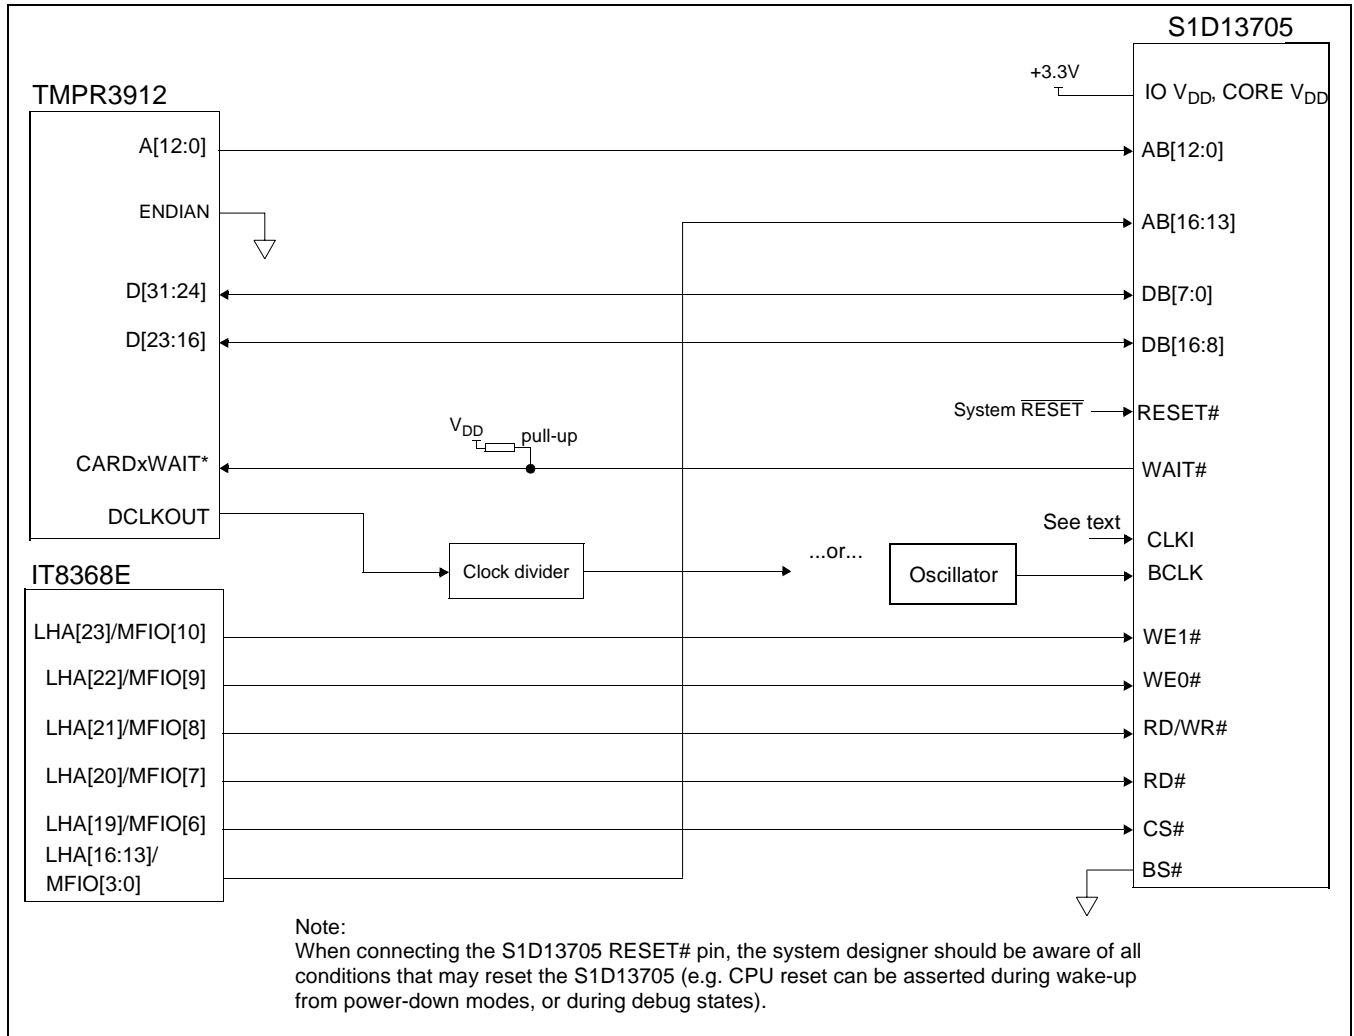 S1D13705
+3.3V
IO VDD, CORE VDD
TMPR3912
A[12:0]
AB[12:0]
ENDIAN
AB[16:13]
D[31:24]
DB[7:0]
D[23:16]
DB[16:8]
System RESET
RESET#
VDD
pull-up
CARDxWAIT*
WAIT#
DCLKOUT
See text
CLKI
...or...
Clock divider
Oscillator
BCLK
IT8368E
LHA[23]/MFIO[10]
WE1#
LHA[22]/MFIO[9]
WE0#
LHA[21]/MFIO[8]
RD/WR#
LHA[20]/MFIO[7]
RD#
LHA[19]/MFIO[6]
CS#
LHA[16:13]/
MFIO[3:0]
BS#
Note:
When connecting the S1D13705 RESET# pin, the system designer should be aware of all
conditions that may reset the S1D13705 (e.g. CPU reset can be asserted during wake-up
from power-down modes, or during debug states).